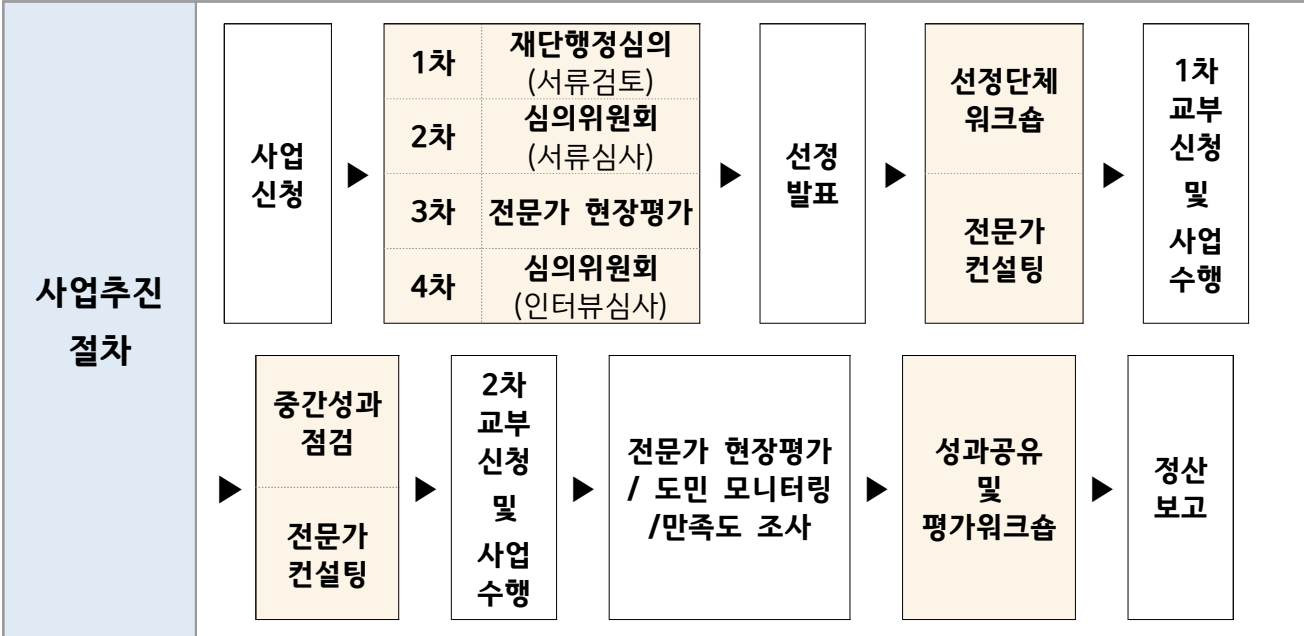 사업추진
절차
사업
신청
▶
1차
재단행정심의
(서류검토)
2차
심의위원회
(서류심사)
3차
전문가 현장평가
4차
심의위원회
(인터뷰심사)
▶
선정
발표
▶
선정단체
워크숍
전문가
컨설팅
▶
1차
교부
신청
및
사업
수행
▶
중간성과
점검
전문가
컨설팅
▶
2차
교부
신청
및
사업
수행
▶
전문가 현장평가
/ 도민 모니터링
/만족도 조사
▶
성과공유
및
평가워크숍
▶
정산
보고